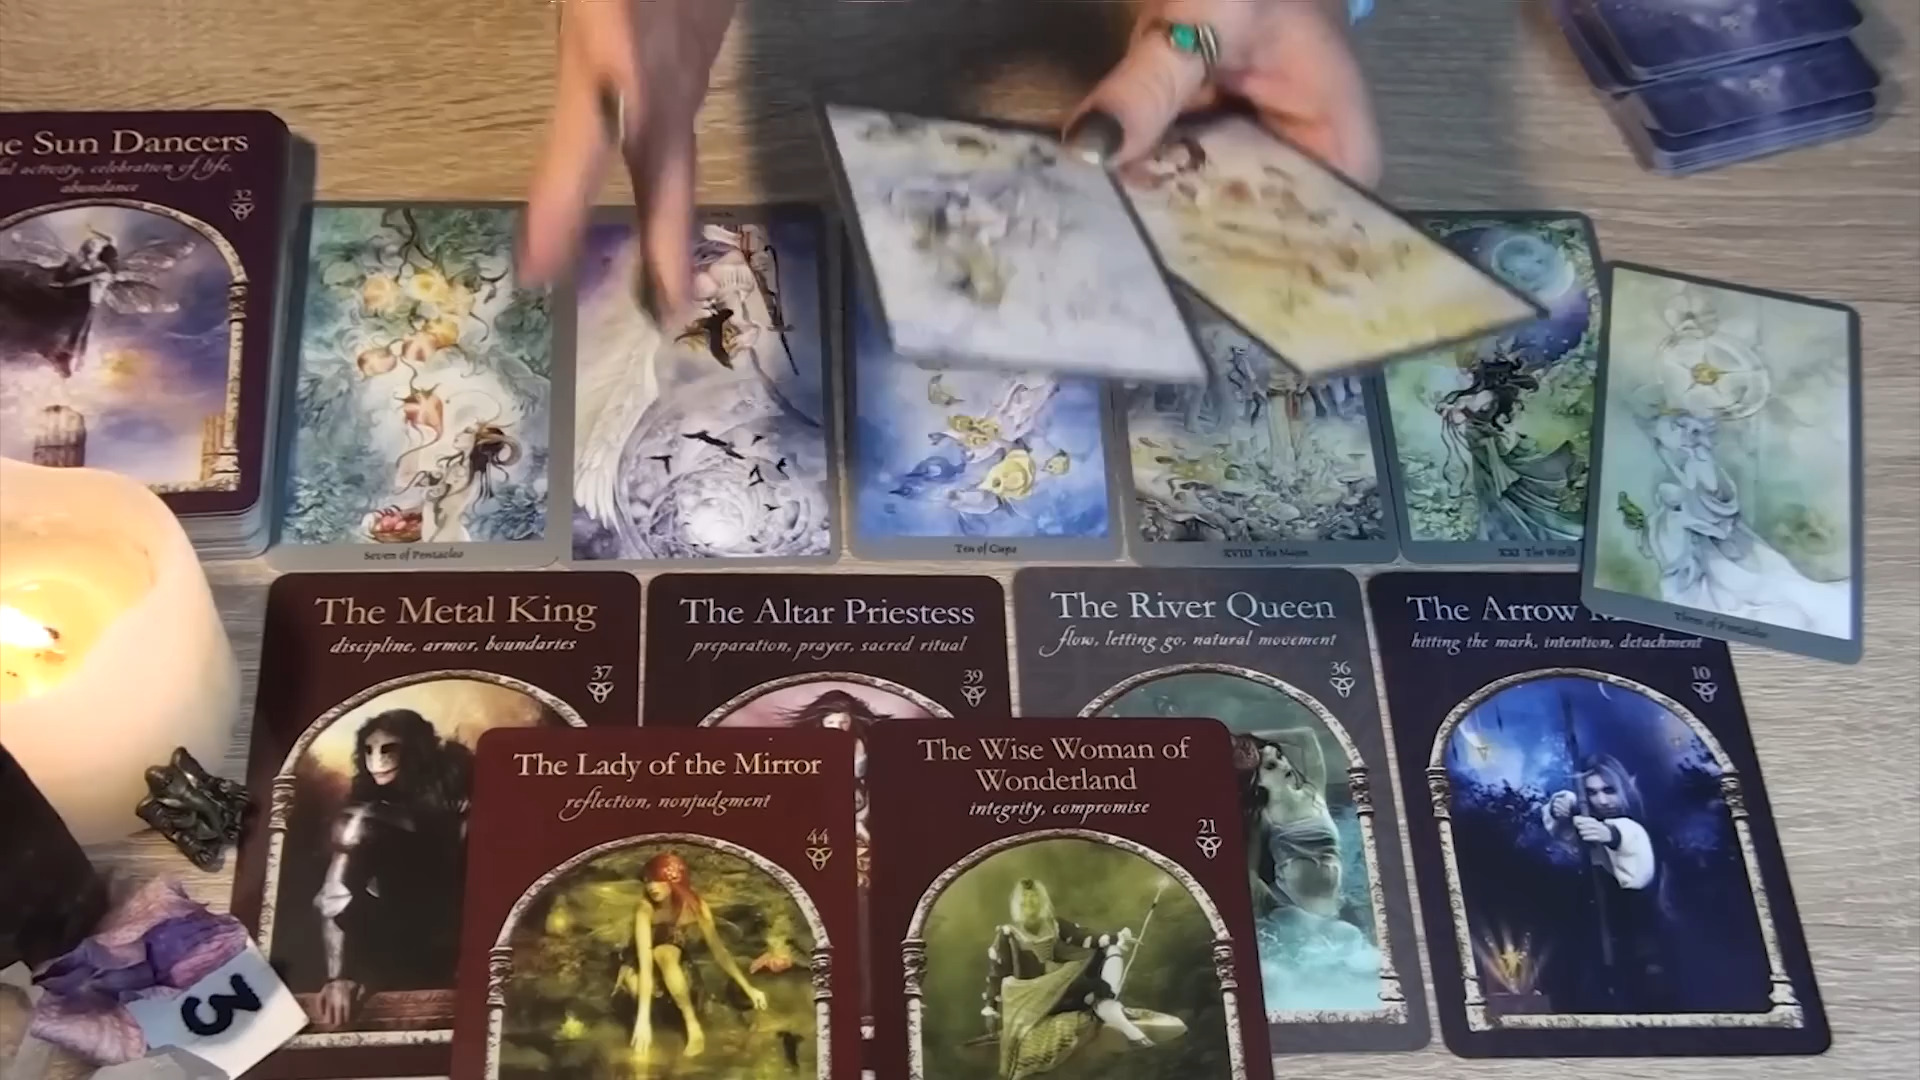 he Sun Dancers
al activity, celebration of life,
abundance
32
Seven of Pentacles
Ten of Cups
XVIII The Moon
XXI The World
Three of Pentacles
The Metal King
discipline, armor, boundaries
37
The Altar Priestess
preparation, prayer, sacred ritual
39
The River Queen
flow, letting go, natural movement
36
The Arrow M
hitting the mark, intention, detachment
10
The Lady of the Mirror
reflection, nonjudgment
44
The Wise Woman of
Wonderland
integrity, compromise
21
3